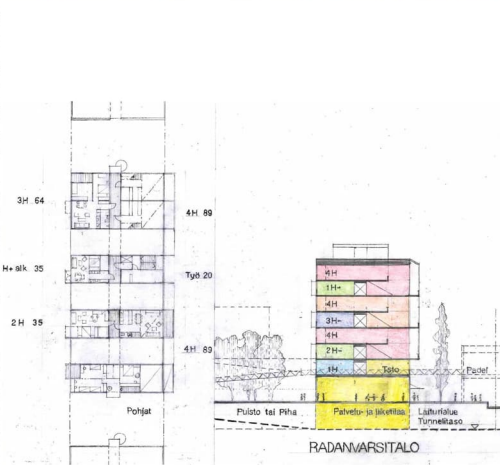 3H 64
4H 89
H+alk 35
Työ 20
2H 35
4H 89
Pohjat
4H
1H+
4H
3H-
4H
2H-
1H
Puisto tai Piha
Palvelu- ja liiketilaa
Laiturialue
Tunnelitaso
RADANVARSITALO